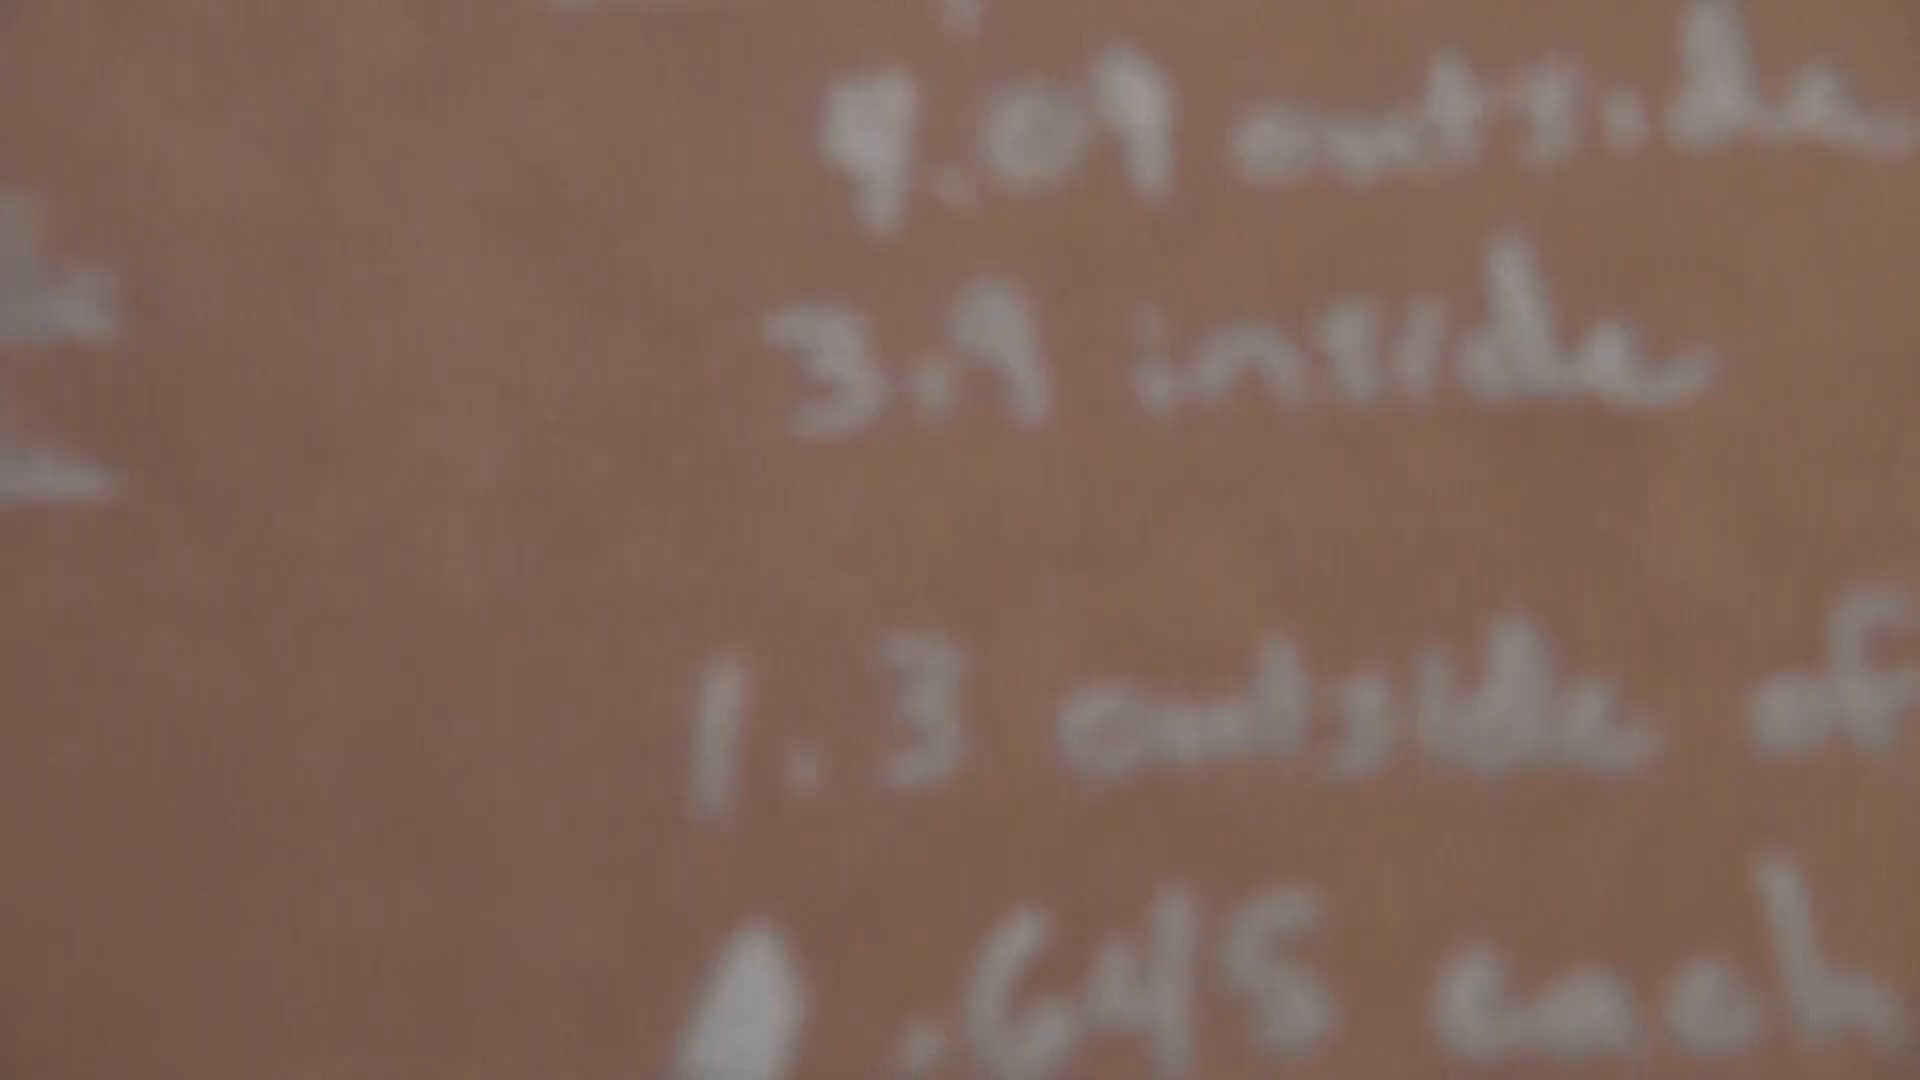 9.09 outside
3.9 inside
1.3 outside of
.645 each